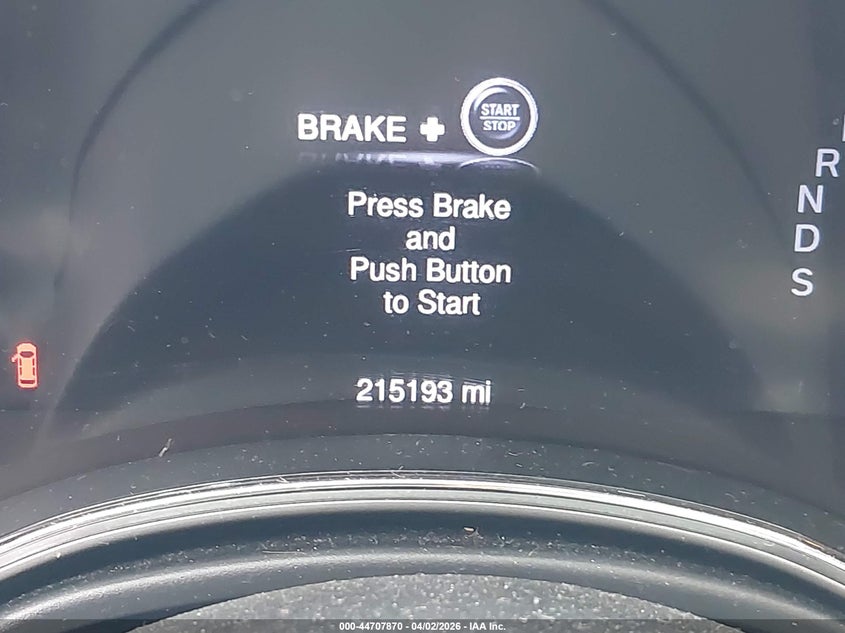 BRAKE + START STOP
Press Brake
and
Push Button
to Start
R
N
D
S
215193 mi
000-44707870 - 04/02/2026 - IAA Inc.